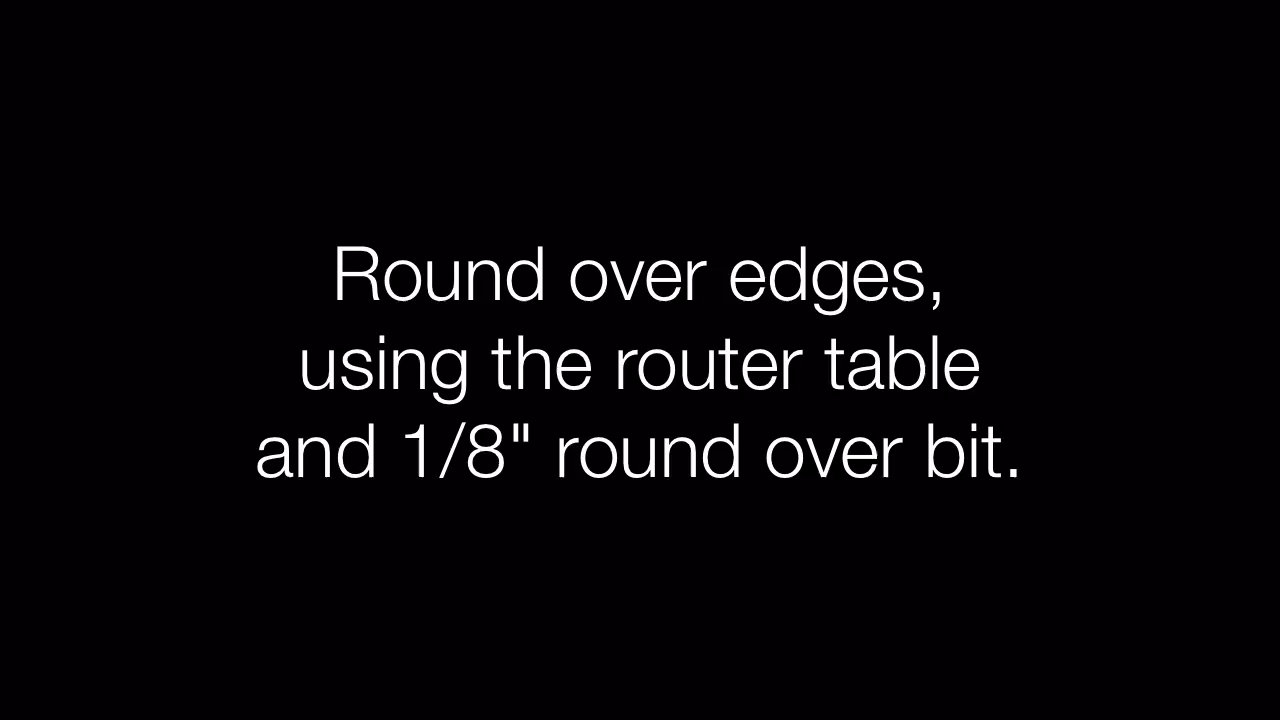 Round over edges,
using the router table
and 1/8" round over bit.